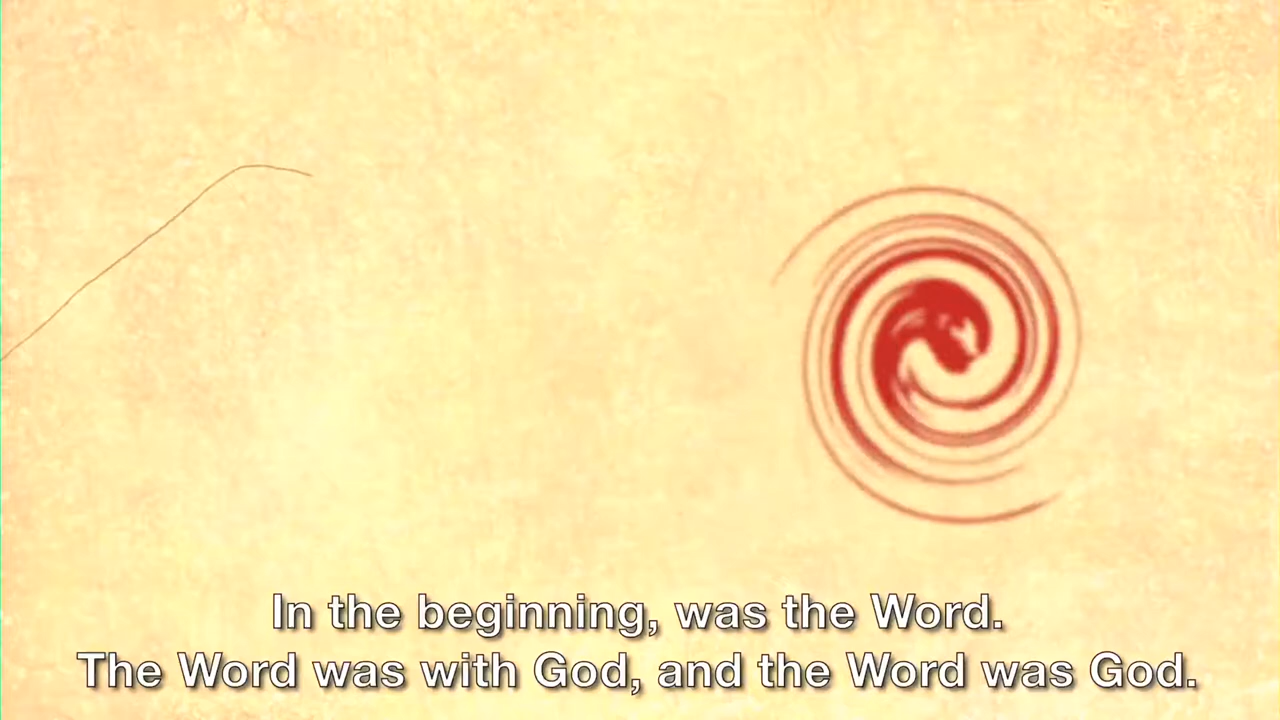 In the beginning, was the Word.
The Word was with God, and the Word was God.